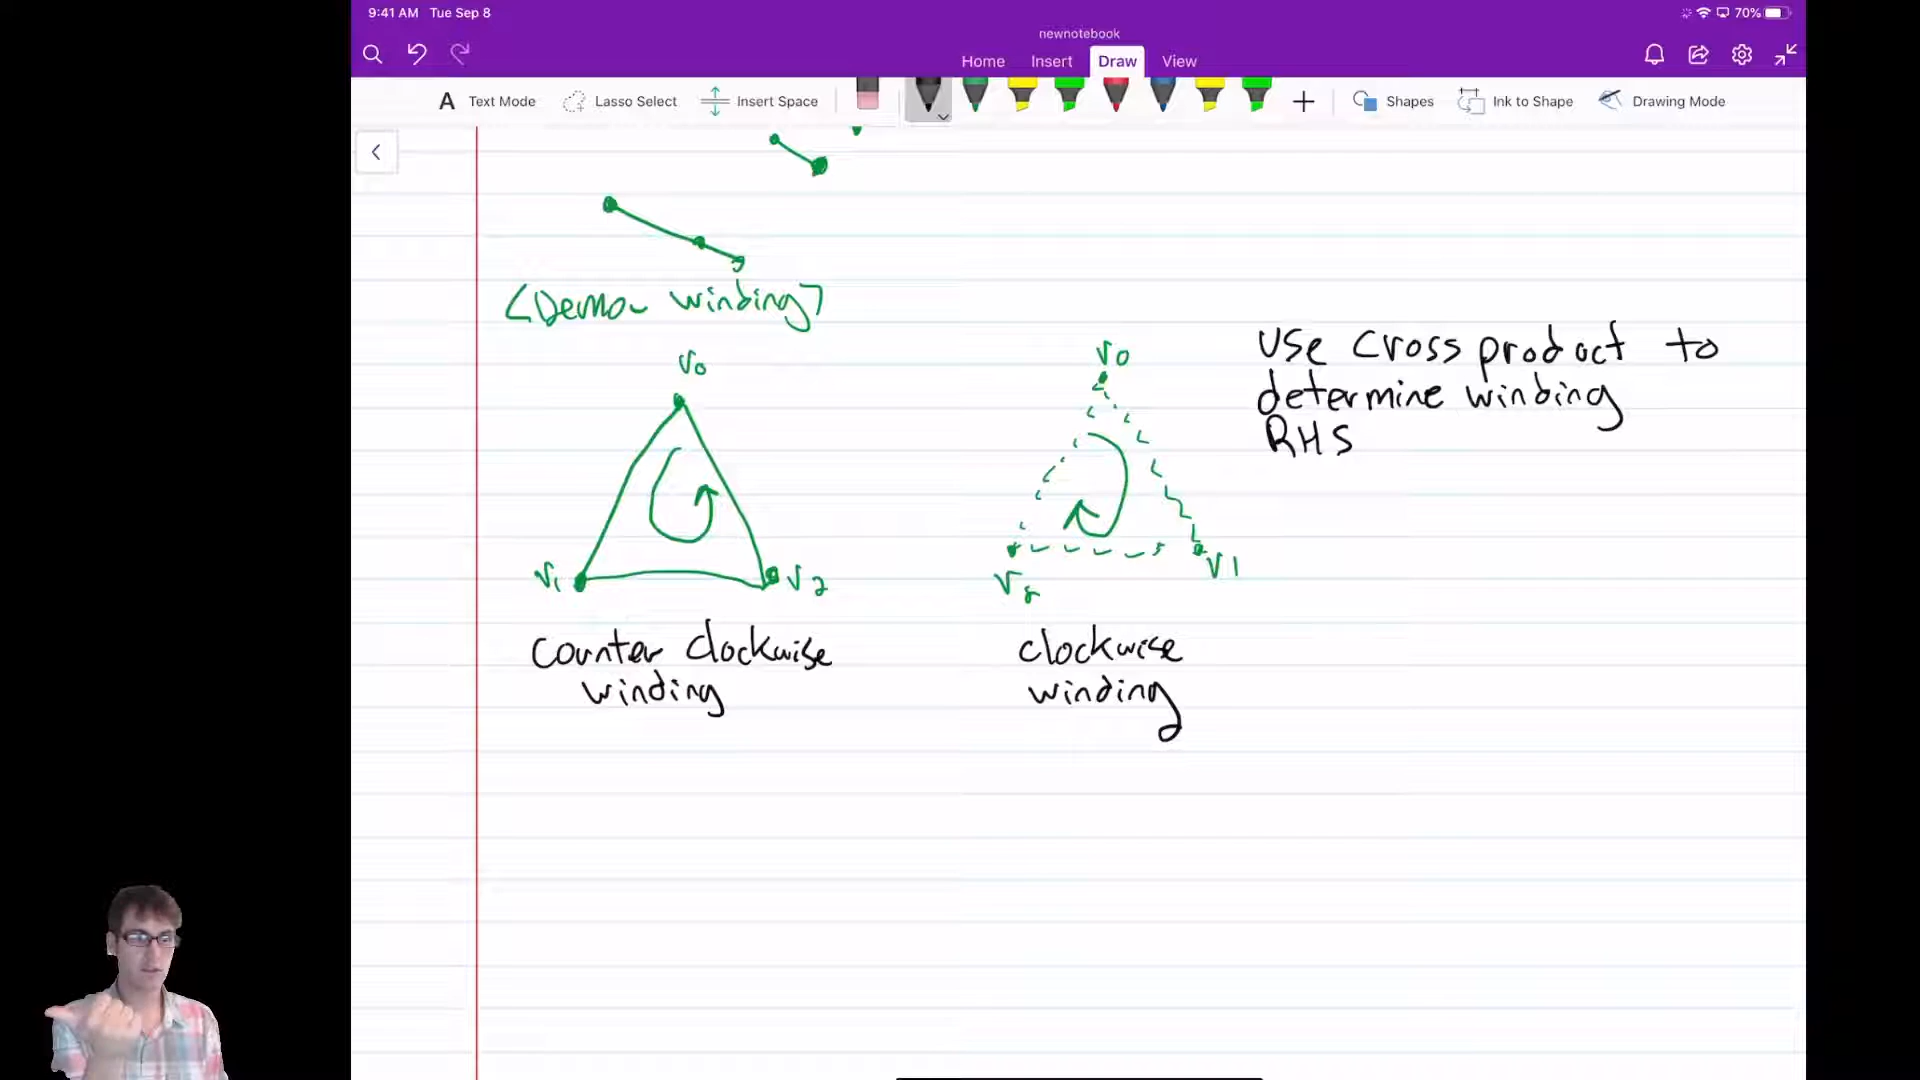 9:41 AM Tue Sep 8
70%
newnotebook
Home Insert Draw View
A Text Mode Lasso Select Insert Space Shapes Ink to Shape Drawing Mode
(Demo winding)
V0
V1
V2
counter clockwise
winding
V0
V1
V2
clockwise
winding
Use cross product to
determine winding
RHS